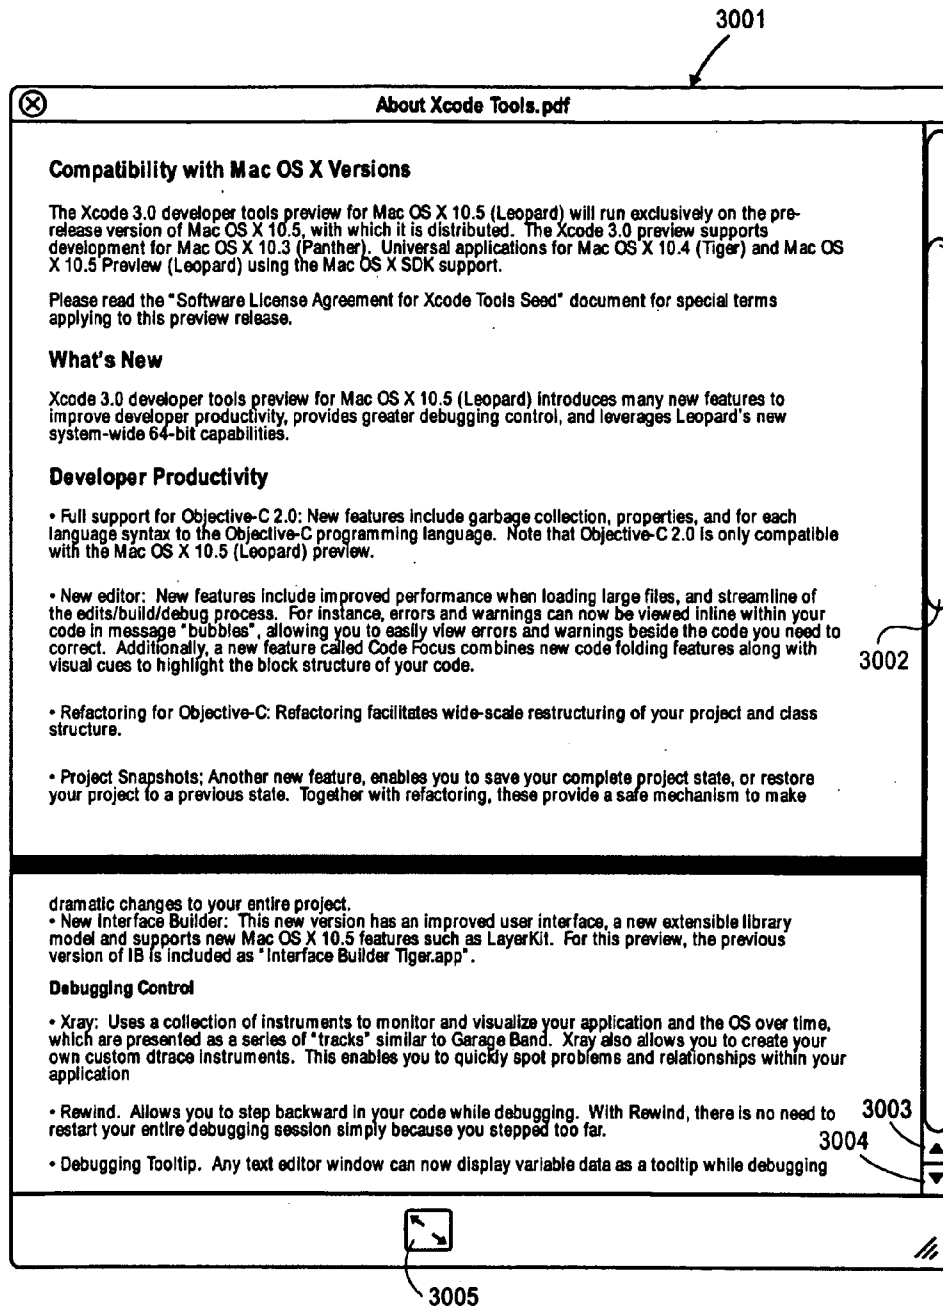 3001
About Xcode Tools.pdf
Compatibility with Mac OS X Versions
The Xcode 3.0 developer tools preview for Mac OS X 10.5 (Leopard) will run exclusively on the pre-
release version of Mac OS X 10.5, with which it is distributed. The Xcode 3.0 preview supports
development for Mac OS X 10.3 (Panther). Universal applications for Mac OS X 10.4 (Tiger) and Mac OS
X 10.5 Preview (Leopard) using the Mac OS X SDK support.
Please read the "Software License Agreement for Xcode Tools Seed" document for special terms
applying to this preview release.
What's New
Xcode 3.0 developer tools preview for Mac OS X 10.5 (Leopard) introduces many new features to
improve developer productivity, provides greater debugging control, and leverages Leopard's new
system-wide 64-bit capabilities.
Developer Productivity
• Full support for Objective-C 2.0: New features include garbage collection, properties, and for each
language syntax to the Objective-C programming language. Note that Objective-C 2.0 is only compatible
with the Mac OS X 10.5 (Leopard) preview.
• New editor: New features include improved performance when loading large files, and streamline of
the edits/build/debug process. For instance, errors and warnings can now be viewed inline within your
code in message "bubbles", allowing you to easily view errors and warnings beside the code you need to
correct. Additionally, a new feature called Code Focus combines new code folding features along with
visual cues to highlight the block structure of your code.
3002
• Refactoring for Objective-C: Refactoring facilitates wide-scale restructuring of your project and class
structure.
• Project Snapshots; Another new feature, enables you to save your complete project state, or restore
your project to a previous state. Together with refactoring, these provide a safe mechanism to make
dramatic changes to your entire project.
• New Interface Builder: This new version has an improved user interface, a new extensible library
model and supports new Mac OS X 10.5 features such as LayerKit. For this preview, the previous
version of IB is included as "Interface Builder Tiger.app".
Debugging Control
• Xray: Uses a collection of instruments to monitor and visualize your application and the OS over time,
which are presented as a series of "tracks" similar to Garage Band. Xray also allows you to create your
own custom dtrace instruments. This enables you to quickly spot problems and relationships within your
application
• Rewind. Allows you to step backward in your code while debugging. With Rewind, there is no need to
restart your entire debugging session simply because you stepped too far.
3003
3004
• Debugging Tooltip. Any text editor window can now display variable data as a tooltip while debugging
3005